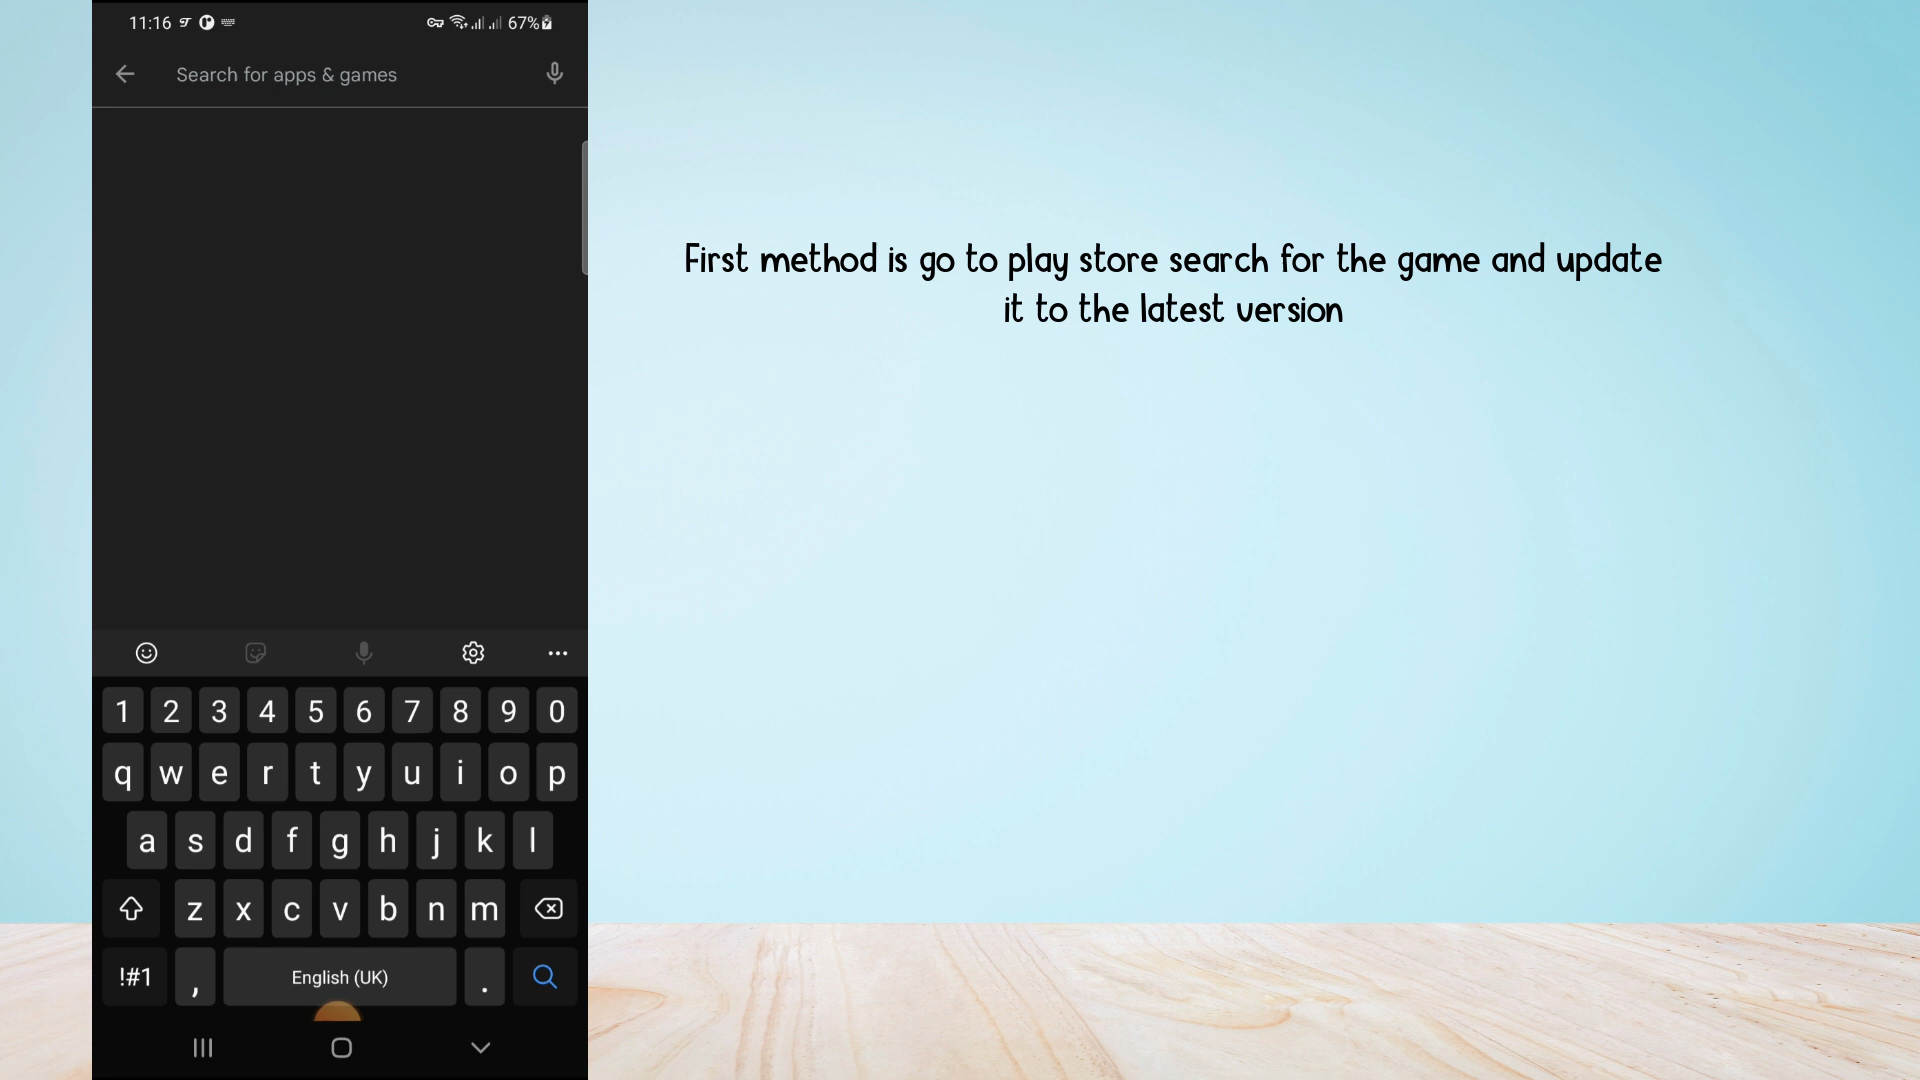 11:16
67%
Search for apps & games
First method is go to play store search for the game and update
it to the latest version
1 2 3 4 5 6 7 8 9 0
q w e r t y u i o p
a s d f g h j k l
z x c v b n m
!#1 , English (UK) .